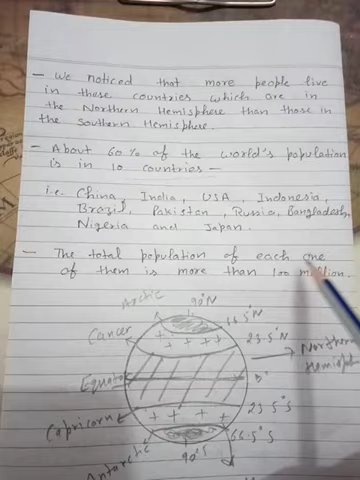 - We noticed that more people live
in these countries which are in
the Northern Hemisphere than those in
the Southern Hemisphere.
- About 60% of the world's population
is in 10 countries -
i.e. China, India, USA, Indonesia,
Brazil, Pakistan, Russia, Bangladesh,
Nigeria and Japan.
- The total population of each one
of them is more than 100 million.
Arctic 90°N
66.5°N
Cancer 23.5°N
Northern
Equator 0°
Capricorn 23.5°S
66.5°S
Antarctic 90°S